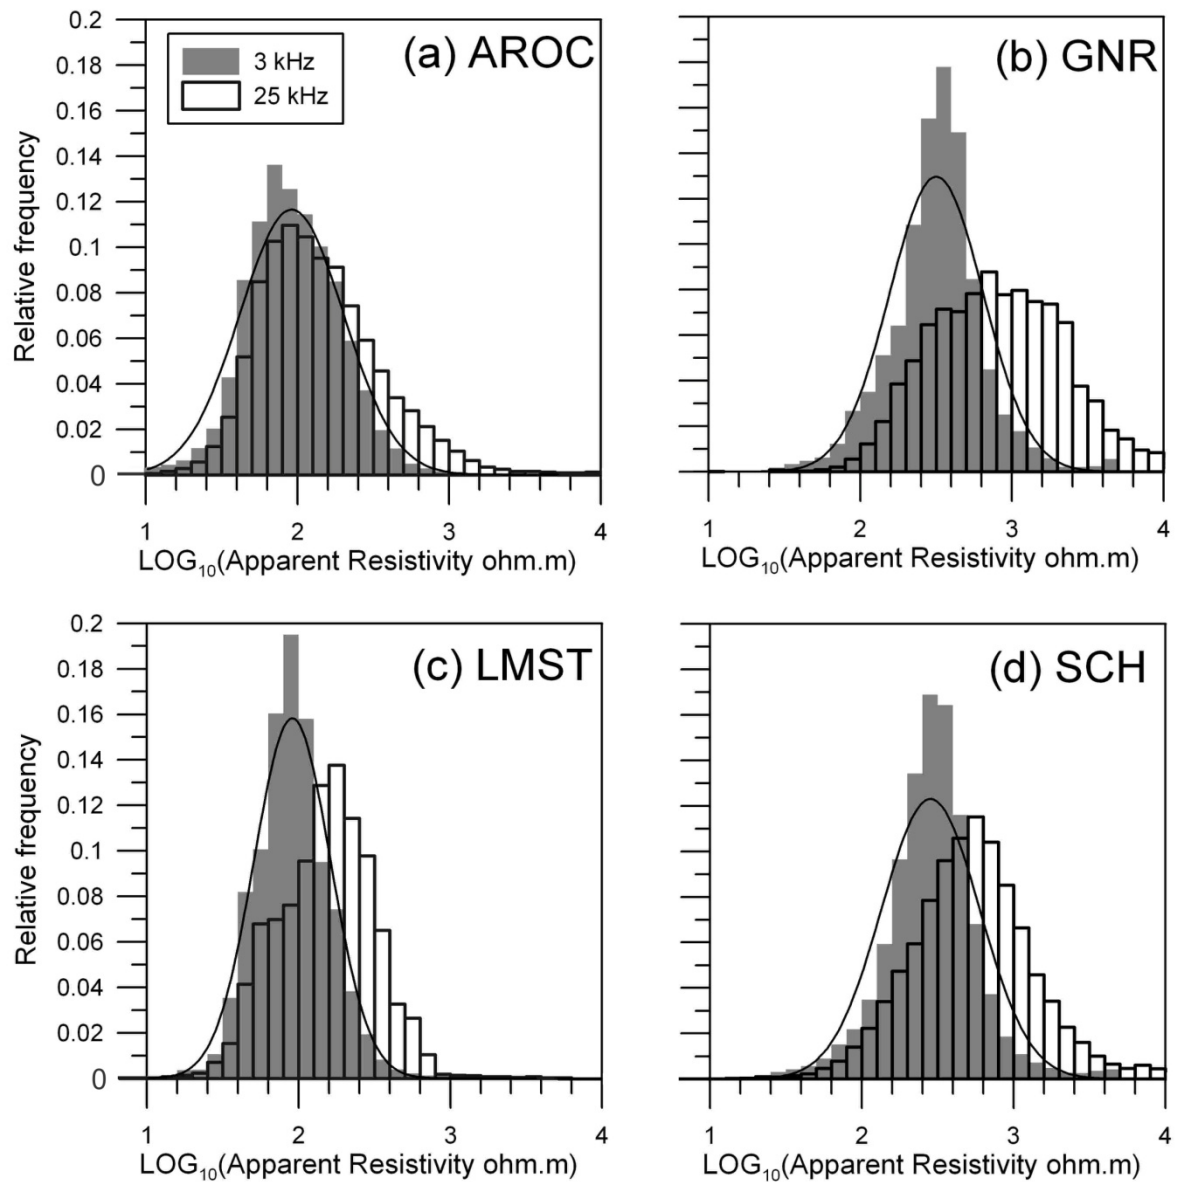 0.2
0.18
0.16
0.14
0.12
0.1
0.08
0.06
0.04
0.02
0
Relative frequency
3 kHz
25 kHz
(a) AROC
1 2 3 4
LOG₁₀(Apparent Resistivity ohm.m)
(b) GNR
1 2 3 4
LOG₁₀(Apparent Resistivity ohm.m)
0.2
0.18
0.16
0.14
0.12
0.1
0.08
0.06
0.04
0.02
0
Relative frequency
(c) LMST
1 2 3 4
LOG₁₀(Apparent Resistivity ohm.m)
(d) SCH
1 2 3 4
LOG₁₀(Apparent Resistivity ohm.m)